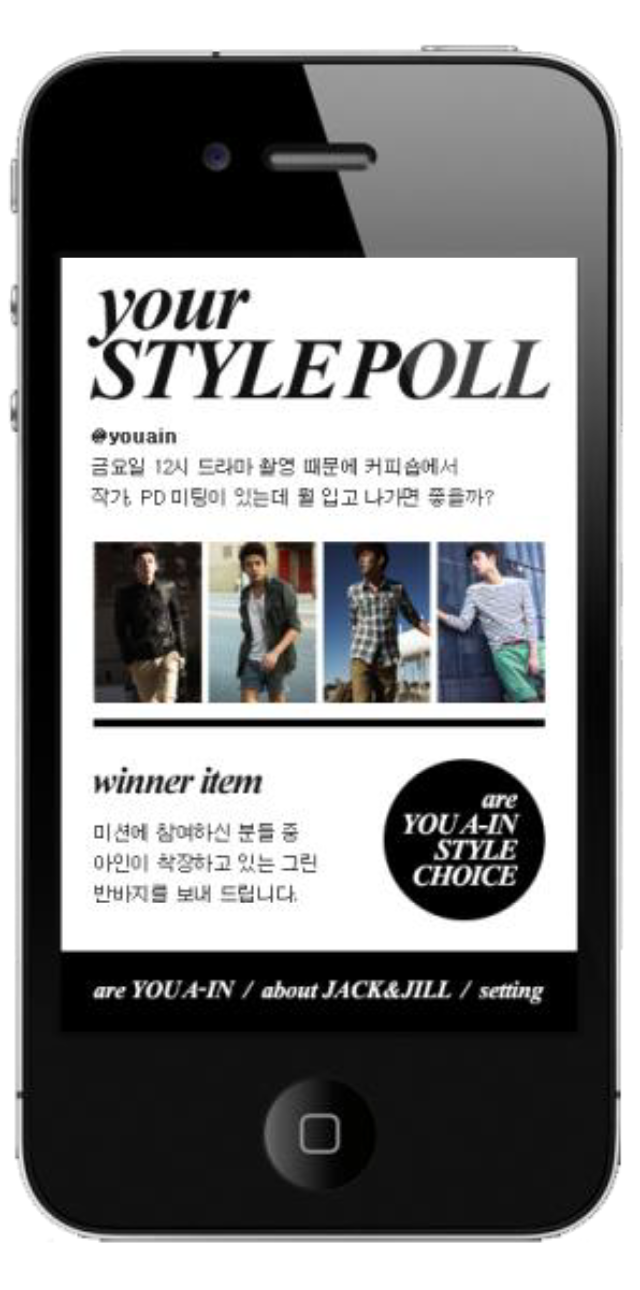 your
STYLE POLL
@youain
금요일 12시 드라마 촬영 때문에 커피숍에서
작가, PD 미팅이 있는데 뭘 입고 나가면 좋을까?
winner item
미션에 참여하신 분들 중
아인이 착장하고 있는 그린
반바지를 보내 드립니다.
are
YOU A-IN
STYLE
CHOICE
are YOU A-IN / about JACK&JILL / setting